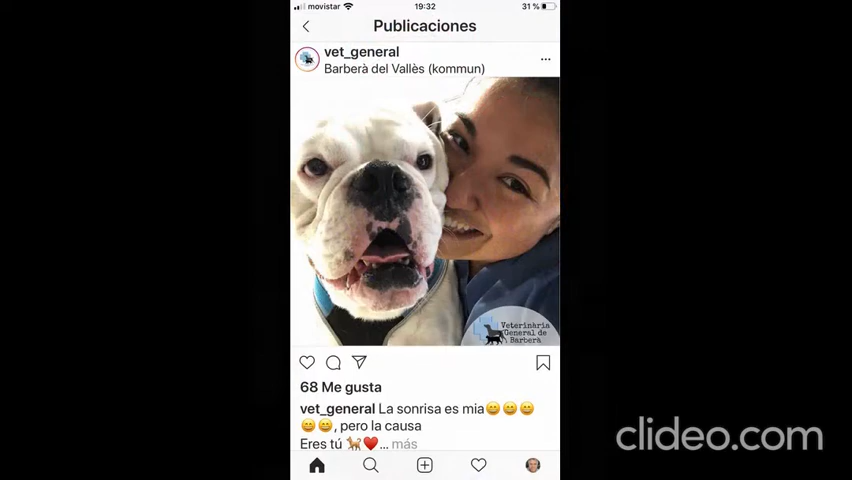 movistar 19:32 31 %
Publicaciones
vet_general
Barberà del Vallès (kommun)
Veterinària
General de
Barberà
68 Me gusta
vet_general La sonrisa es mia😄😄😄
😄😄, pero la causa
Eres tú 🐕❤️... más
clideo.com